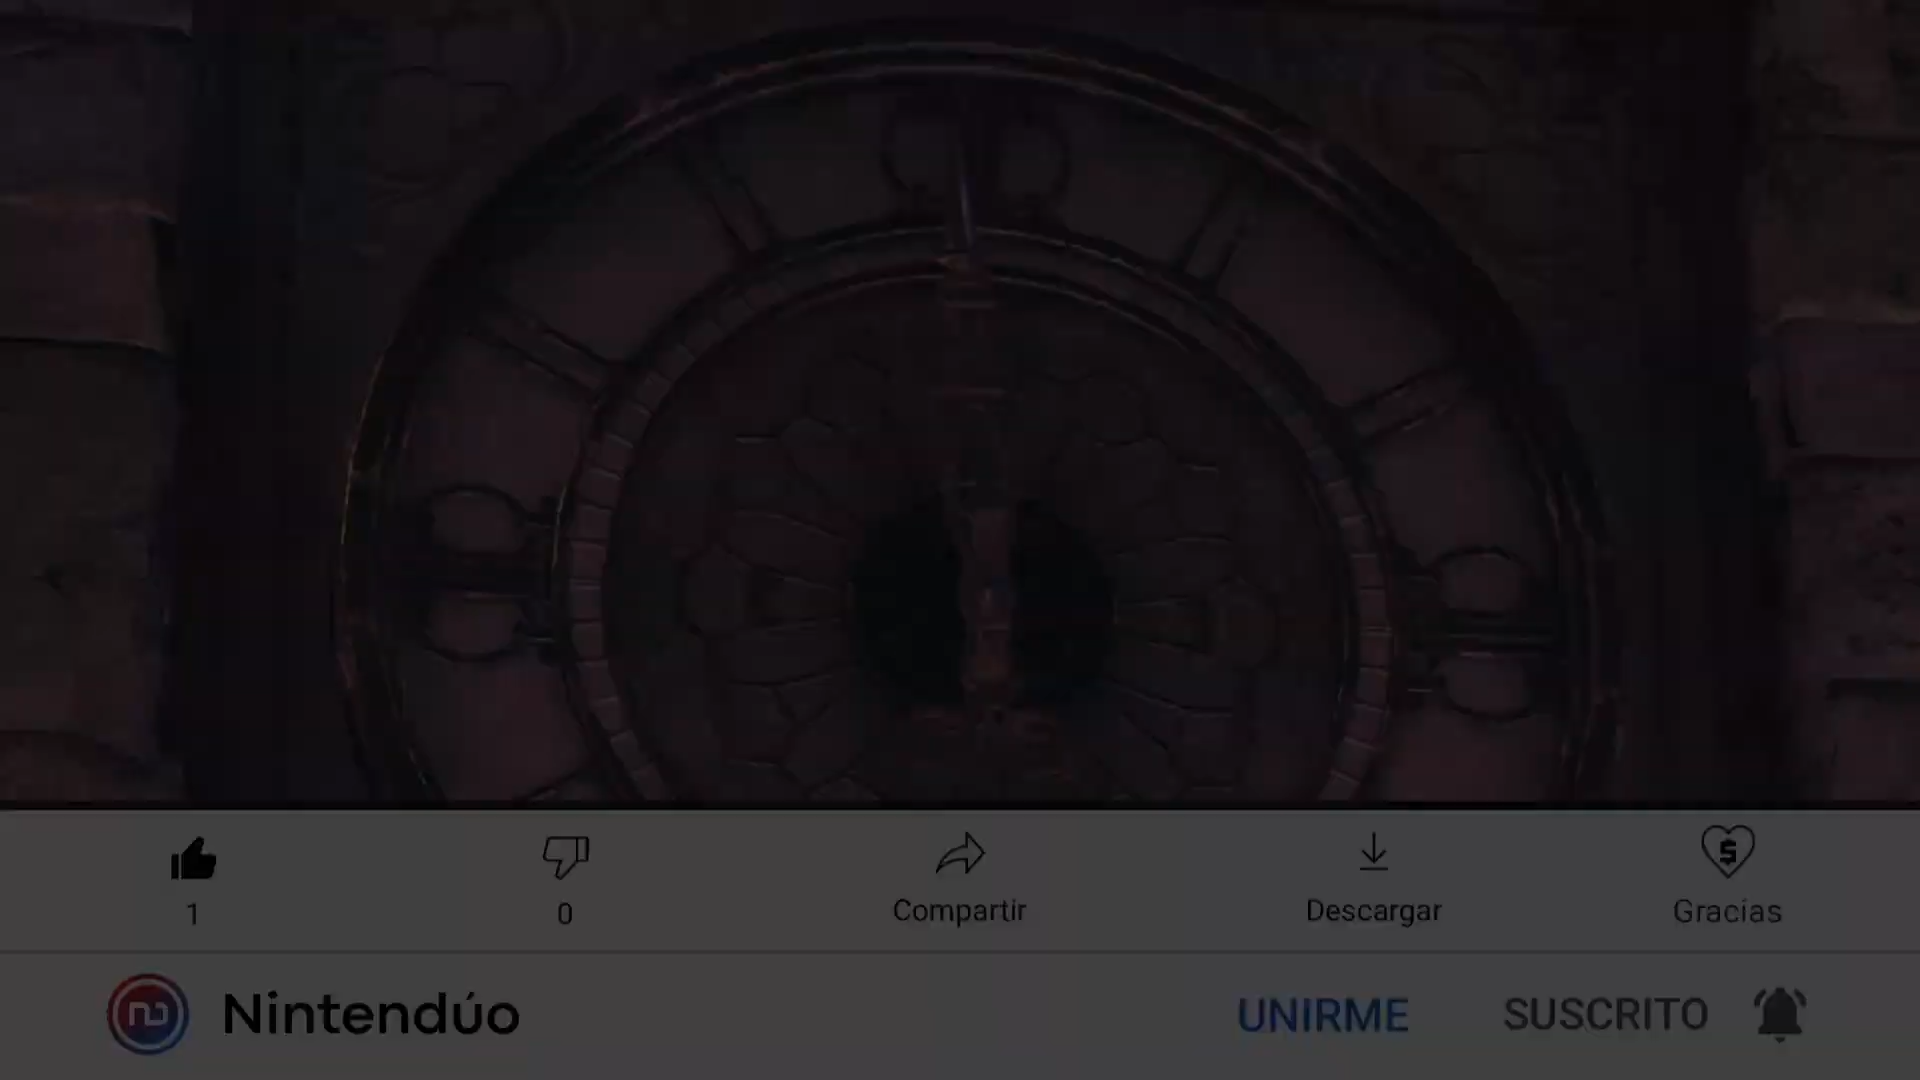 1
0
Compartir
Descargar
Gracias
Nintendúo
UNIRME
SUSCRITO